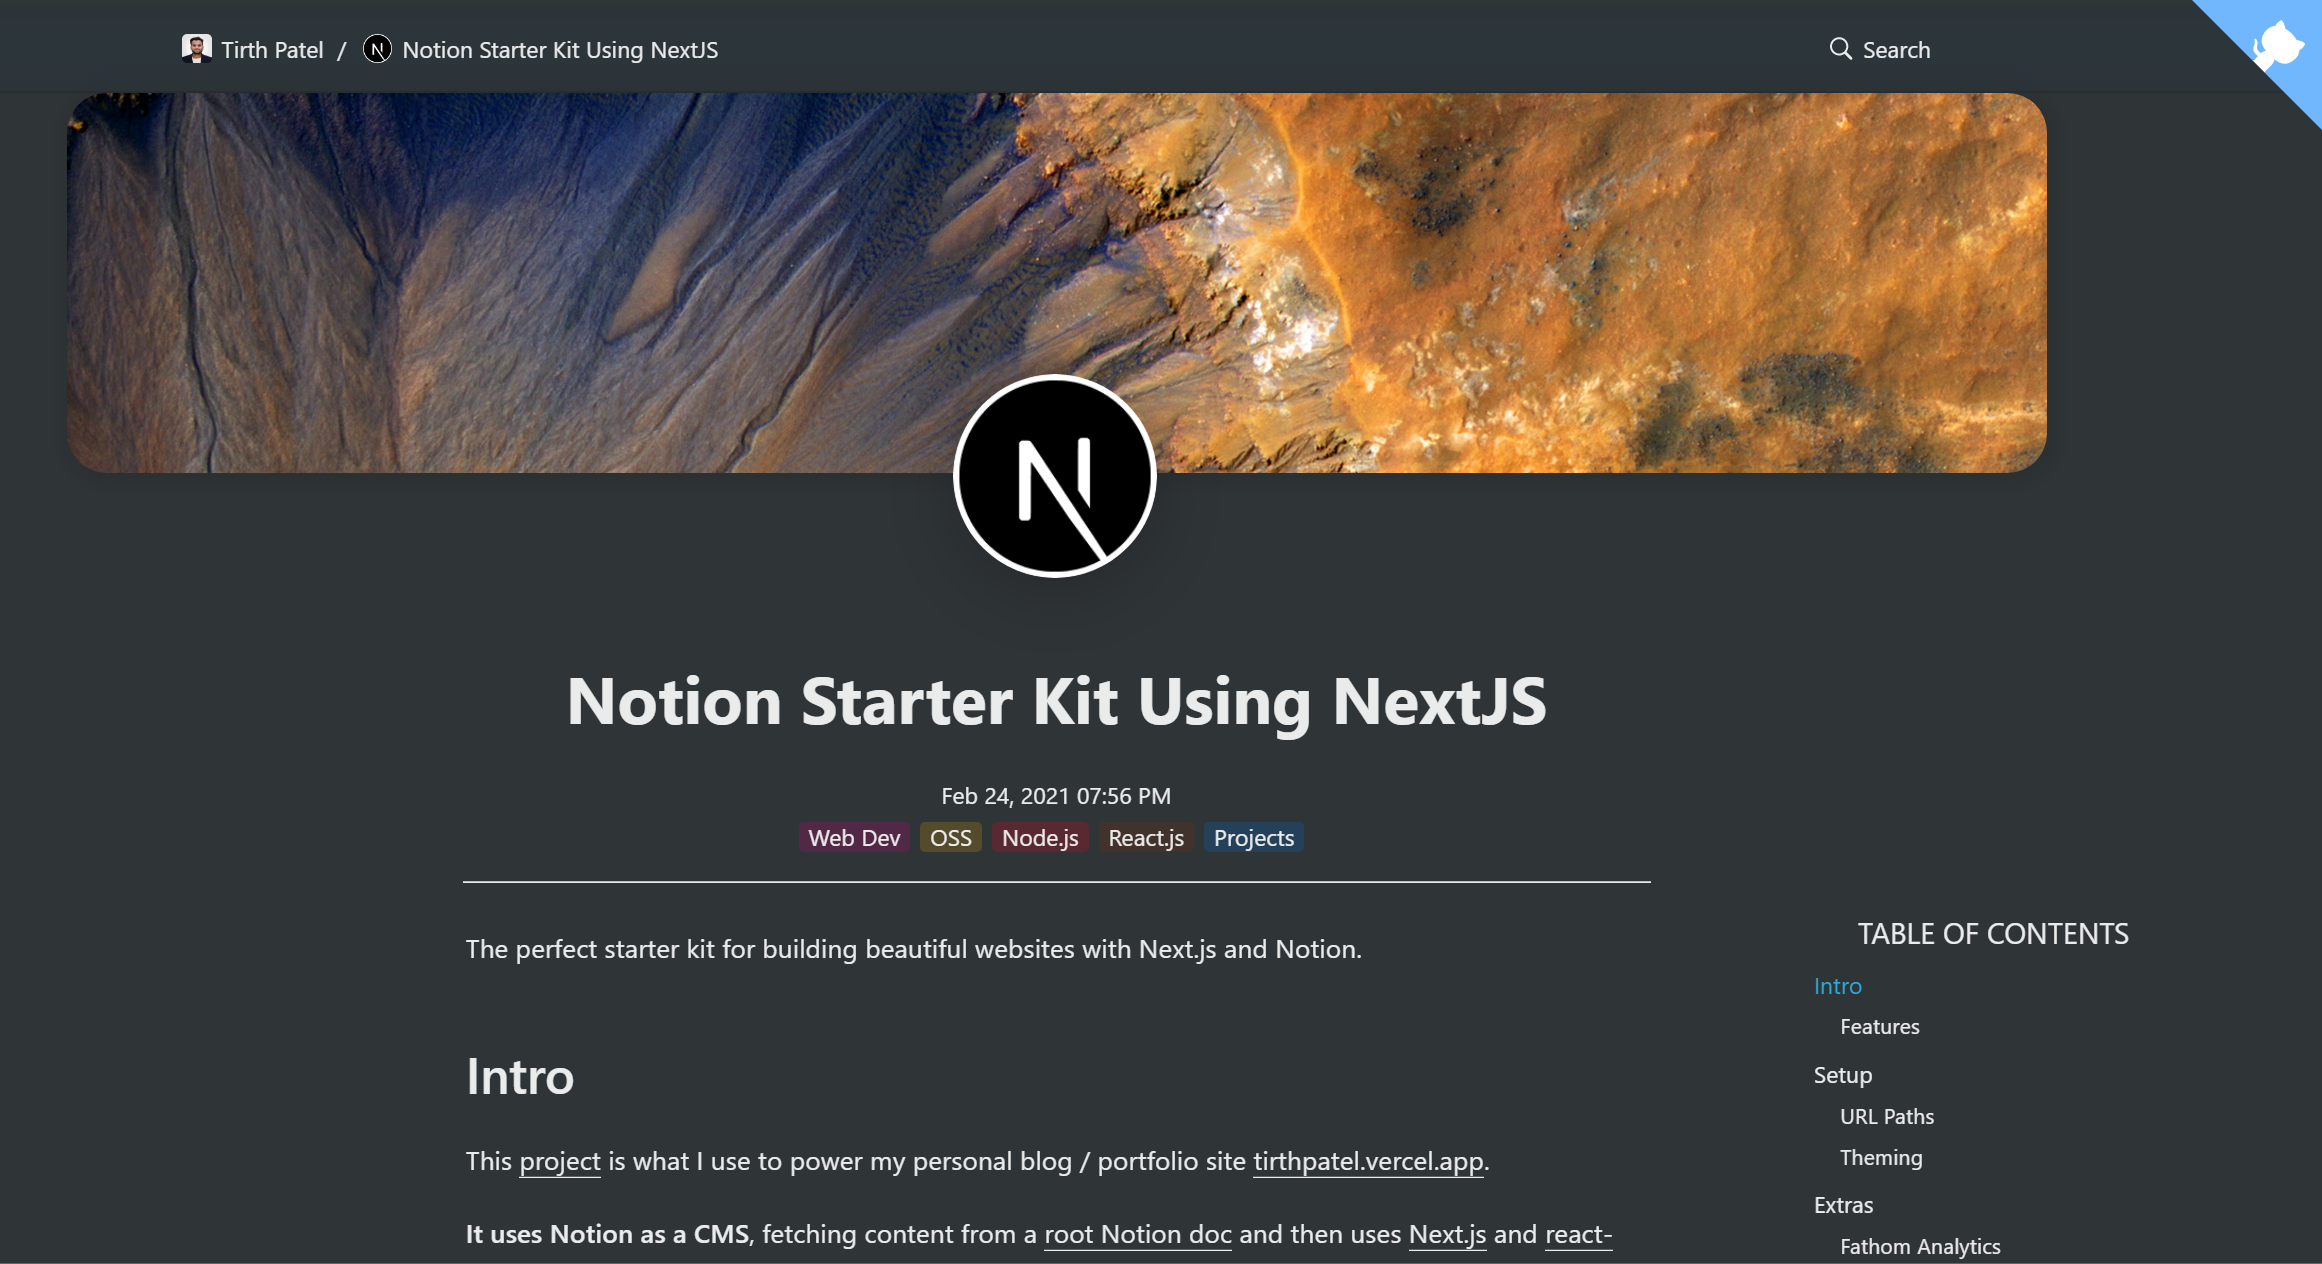 Tirth Patel / Notion Starter Kit Using NextJS
Search
Notion Starter Kit Using NextJS
Feb 24, 2021 07:56 PM
Web Dev OSS Node.js React.js Projects
The perfect starter kit for building beautiful websites with Next.js and Notion.
Intro
This project is what I use to power my personal blog / portfolio site tirthpatel.vercel.app.
It uses Notion as a CMS, fetching content from a root Notion doc and then uses Next.js and react-
TABLE OF CONTENTS
Intro
Features
Setup
URL Paths
Theming
Extras
Fathom Analytics